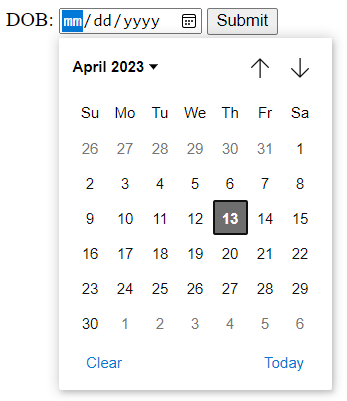 DOB: mm/dd/yyyy Submit
April 2023
Su Mo Tu We Th Fr Sa
26 27 28 29 30 31 1
2 3 4 5 6 7 8
9 10 11 12 13 14 15
16 17 18 19 20 21 22
23 24 25 26 27 28 29
30 1 2 3 4 5 6
Clear Today